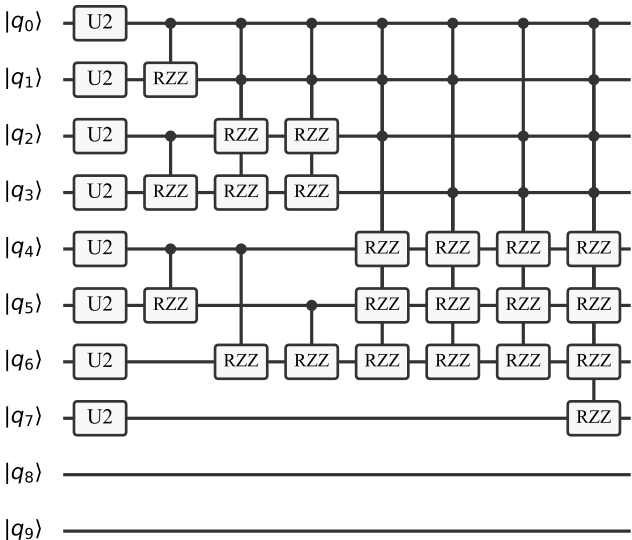 |q₀⟩ U2
|q₁⟩ U2 RZZ
|q₂⟩ U2 RZZ RZZ
|q₃⟩ U2 RZZ RZZ RZZ
|q₄⟩ U2 RZZ RZZ RZZ RZZ
|q₅⟩ U2 RZZ RZZ RZZ RZZ RZZ
|q₆⟩ U2 RZZ RZZ RZZ RZZ RZZ RZZ
|q₇⟩ U2 RZZ
|q₈⟩
|q₉⟩